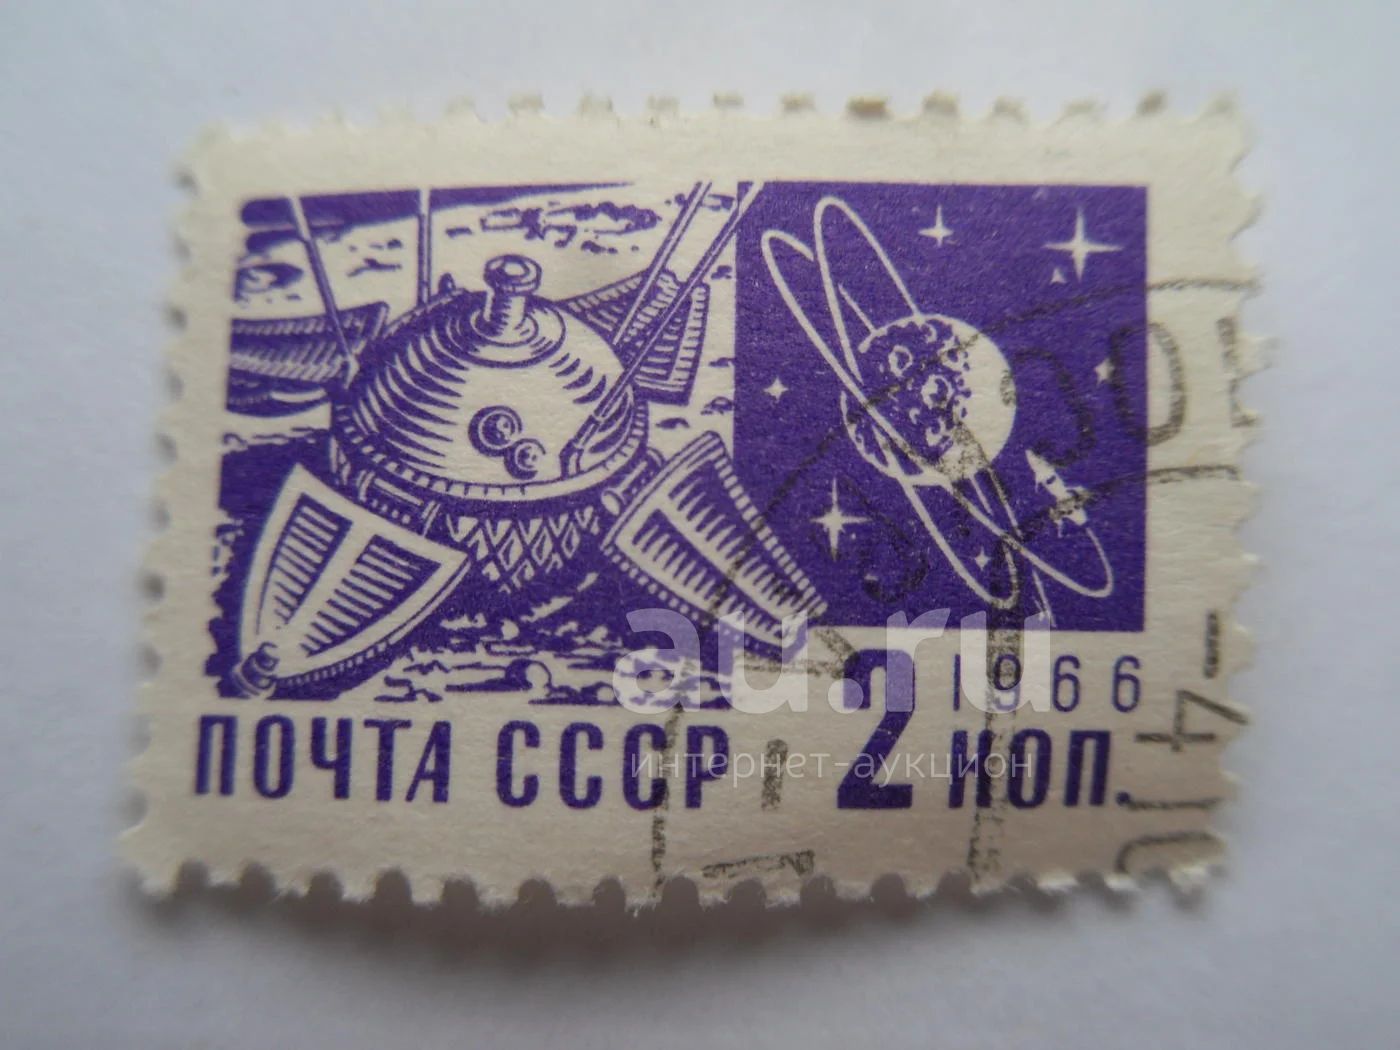 1966
ПОЧТА СССР 2 КОП.
au.ru
интернет-аукцион